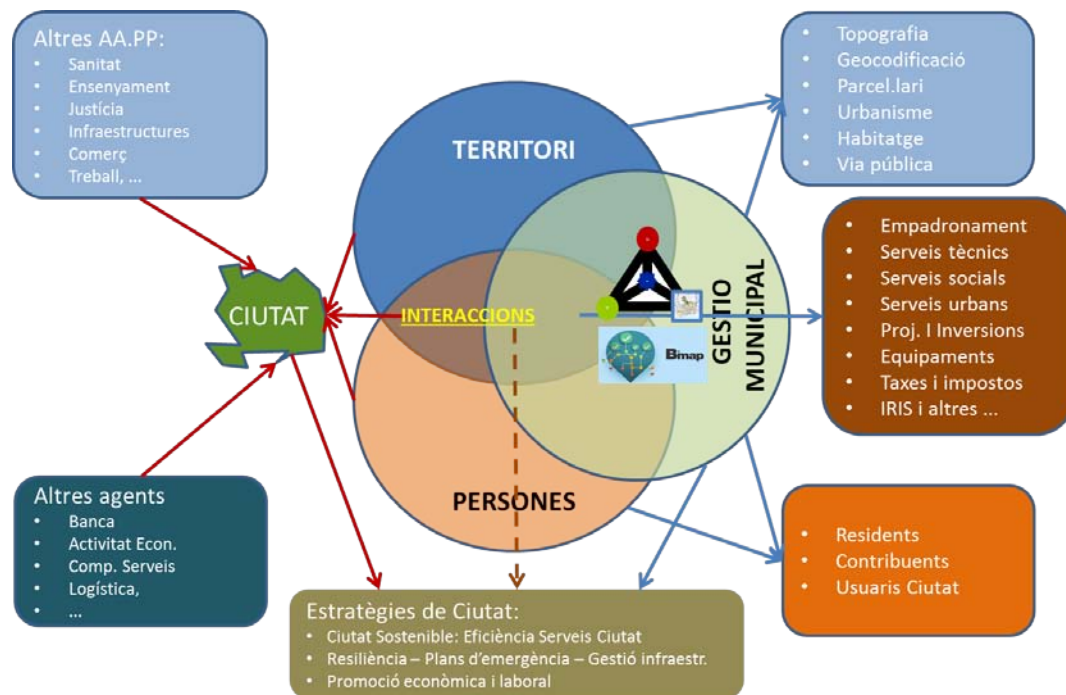 Altres AA.PP:
• Sanitat
• Ensenyament
• Justícia
• Infraestructures
• Comerç
• Treball, ...
TERRITORI
• Topografia
• Geocodificació
• Parcel.lari
• Urbanisme
• Habitatge
• Via pública
CIUTAT
INTERACCIONS
GESTIO
MUNICIPAL
Bmap
• Empadronament
• Serveis tècnics
• Serveis socials
• Serveis urbans
• Proj. I Inversions
• Equipaments
• Taxes i impostos
• IRIS i altres ...
Altres agents
• Banca
• Activitat Econ.
• Comp. Serveis
• Logística,
• ...
PERSONES
• Residents
• Contribuents
• Usuaris Ciutat
Estratègies de Ciutat:
• Ciutat Sostenible: Eficiència Serveis Ciutat
• Resiliència – Plans d’emergència – Gestió infraestr.
• Promoció econòmica i laboral